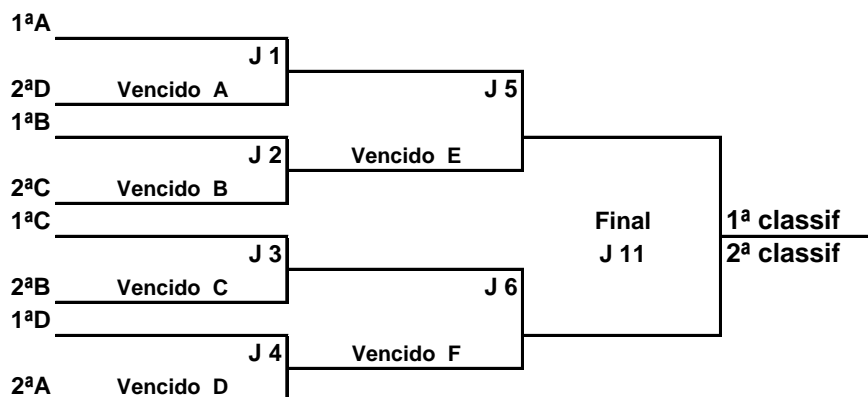 1ªA
J 1
2ªD Vencido A J 5
1ªB
J 2 Vencido E
2ªC Vencido B
1ªC Final 1ª classif
J 3 J 11 2ª classif
2ªB Vencido C J 6
1ªD
J 4 Vencido F
2ªA Vencido D